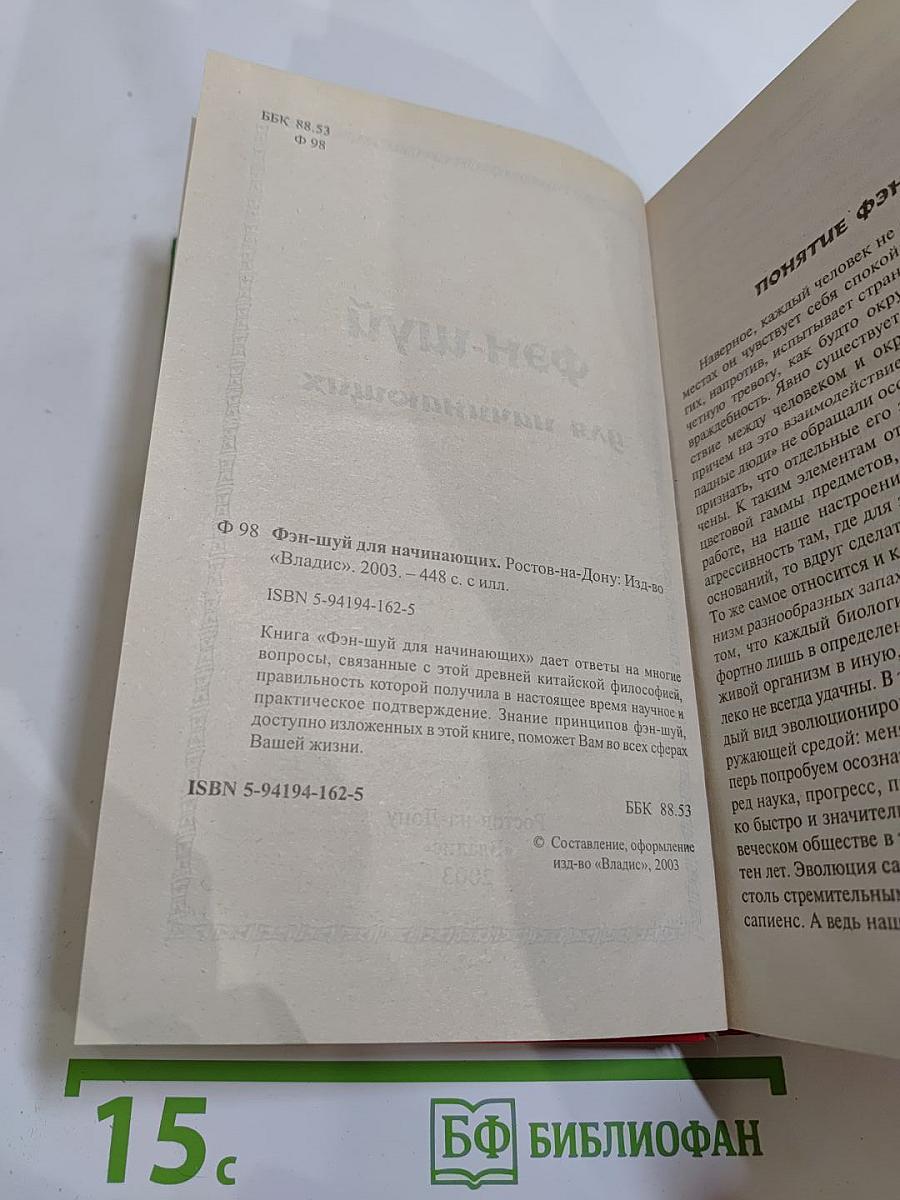 ББК 88.53
Ф 98
Ф 98 Фэн-шуй для начинающих. Ростов-на-Дону: Изд-во
«Владис». 2003. – 448 с. с илл.
ISBN 5-94194-162-5
Книга «Фэн-шуй для начинающих» дает ответы на многие
вопросы, связанные с этой древней китайской философией,
правильность которой получила в настоящее время научное и
практическое подтверждение. Знание принципов фэн-шуй,
доступно изложенных в этой книге, поможет Вам во всех сферах
Вашей жизни.
ISBN 5-94194-162-5
ББК 88.53
© Составление, оформление
изд-во «Владис», 2003
ПОНЯТИЕ ФЭН
Наверное, каждый человек не
местах он чувствует себя спокой
гих, напротив, испытывает стран
четную тревогу, как будто окру
враждебность. Явно существует
ствие между человеком и окр
причем на это взаимодействие
падные люди» не обращали осо
признать, что отдельные его э
чены. К таким элементам от
цветовой гаммы предметов,
работе, на наше настроени
агрессивность там, где для э
оснований, то вдруг сделат
То же самое относится и к
низм разнообразных запах
том, что каждый биологи
фортно лишь в определен
живой организм в иную,
леко не всегда удачны. В т
дый вид эволюциониров
ружающей средой: меня
перь попробуем осозна
ред наука, прогресс, п
ко быстро и значитель
веческом обществе в
тен лет. Эволюция са
столь стремительны
сапиенс. А ведь наш
15 с
БФ БИБЛИОФАН